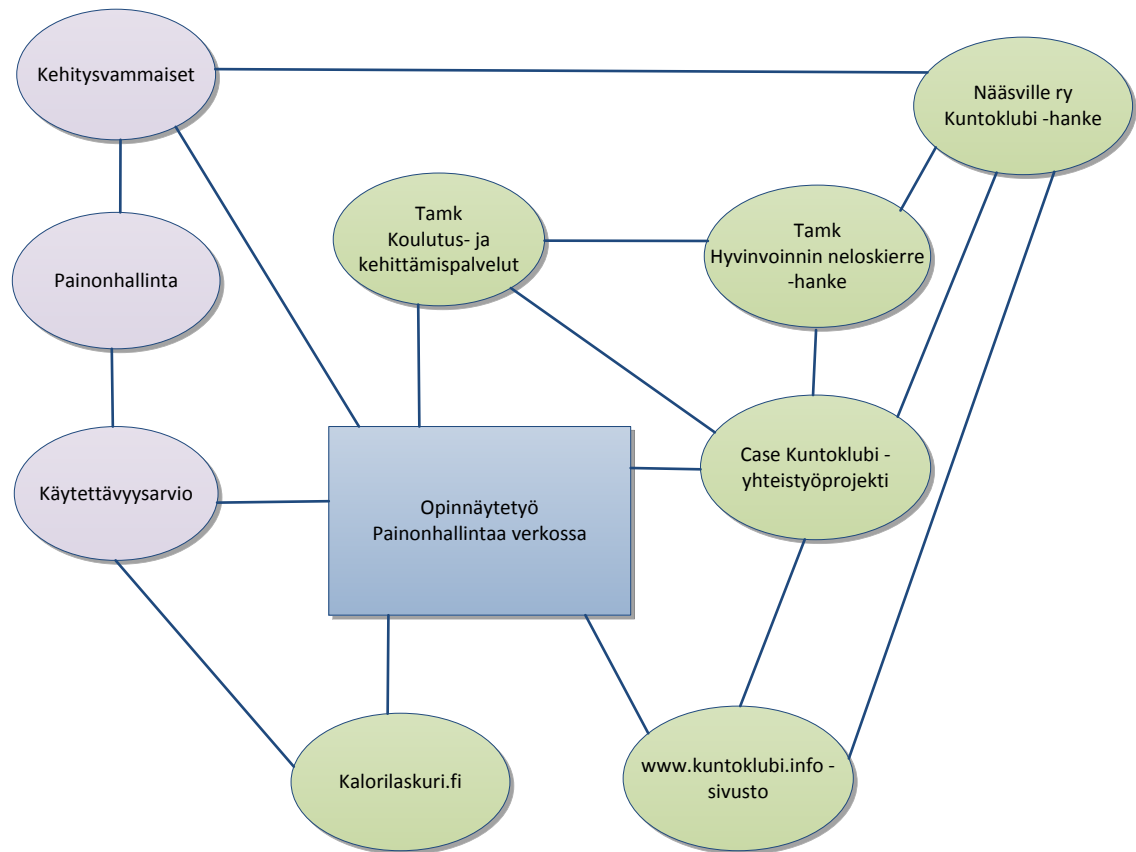 Kehitysvammaiset
Nääsville ry
Kuntoklubi -hanke
Tamk
Koulutus- ja
kehittämispalvelut
Tamk
Hyvinvoinnin neloskierre
-hanke
Painonhallinta
Case Kuntoklubi -
yhteistyöprojekti
Käytettävyysarvio
Opinnäytetyö
Painonhallintaa verkossa
Kalorilaskuri.fi
www.kuntoklubi.info -
sivusto